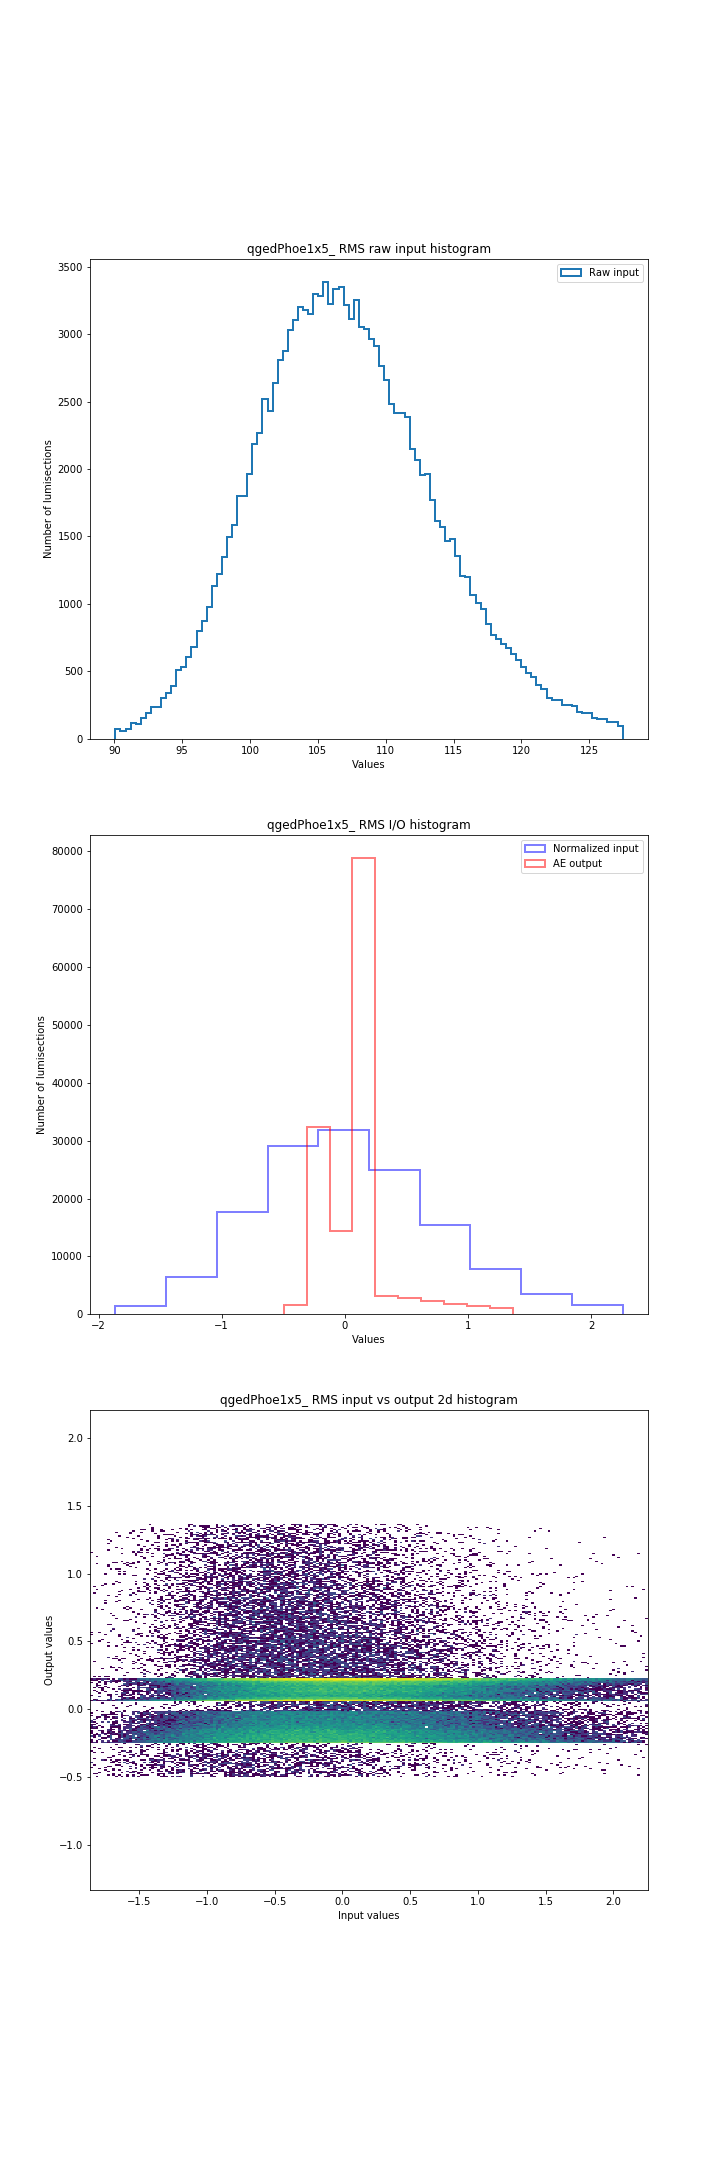 qgedPhoe1x5_ RMS raw input histogram
3500
3000
2500
2000
1500
1000
500
0
Number of lumisections
Raw input
90 95 100 105 110 115 120 125
Values
qgedPhoe1x5_ RMS I/O histogram
80000
70000
60000
50000
40000
30000
20000
10000
0
Number of lumisections
Normalized input
AE output
−2 −1 0 1 2
Values
qgedPhoe1x5_ RMS input vs output 2d histogram
2.0
1.5
1.0
0.5
0.0
−0.5
−1.0
Output values
−1.5 −1.0 −0.5 0.0 0.5 1.0 1.5 2.0
Input values